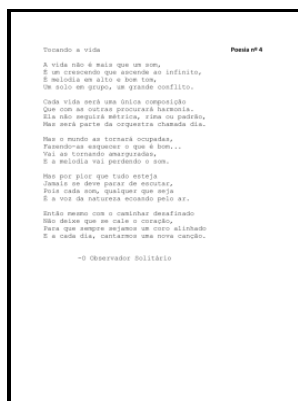 Tocando a vida
Poesia nº 4
A vida não é mais que um som,
É um crescendo que ascende ao infinito,
É melodia em alto e bom tom,
Um solo em grupo, um grande conflito.
Cada vida será uma única composição
Que com as outras procurará harmonia.
Ela não seguirá métrica, rima ou padrão,
Mas será parte da orquestra chamada dia.
Mas o mundo as tornará ocupadas,
Fazendo-as esquecer o que é bom...
Vai as tornando amarguradas,
E a melodia vai perdendo o som.
Mas por pior que tudo esteja
Jamais se deve parar de escutar,
Pois cada som, qualquer que seja
É a voz da natureza ecoando pelo ar.
Então mesmo com o caminhar desafinado
Não deixe que se cale o coração,
Para que sempre sejamos um coro alinhado
E a cada dia, cantarmos uma nova canção.
-O Observador Solitário